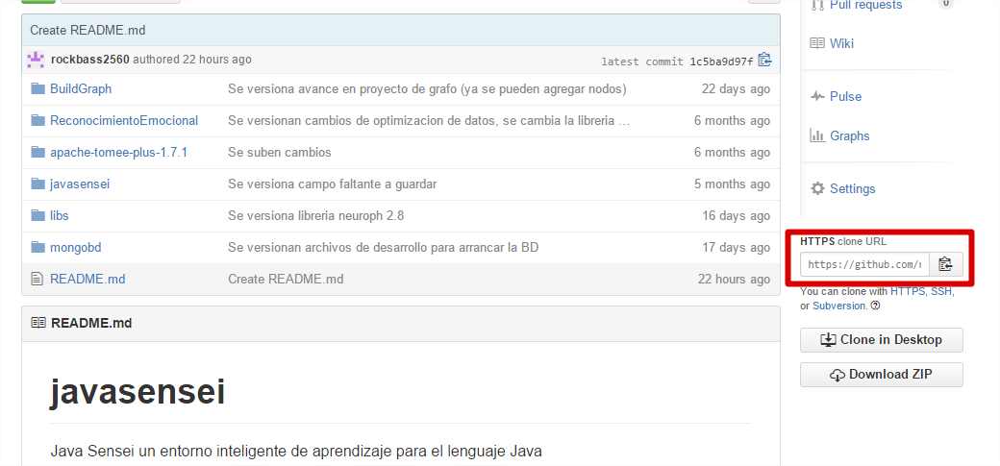 Create README.md
rockbass2560 authored 22 hours ago
latest commit 1c5ba9d97f
BuildGraph Se versiona avance en proyecto de grafo (ya se pueden agregar nodos) 22 days ago
ReconocimientoEmocional Se versionan cambios de optimizacion de datos, se cambia la libreria … 6 months ago
apache-tomee-plus-1.7.1 Se suben cambios 6 months ago
javasensei Se versiona campo faltante a guardar 5 months ago
libs Se versiona libreria neuroph 2.8 16 days ago
mongobd Se versionan archivos de desarrollo para arrancar la BD 17 days ago
README.md Create README.md 22 hours ago
README.md
javasensei
Java Sensei un entorno inteligente de aprendizaje para el lenguaje Java
Pull requests 0
Wiki
Pulse
Graphs
Settings
HTTPS clone URL
https://github.com/r
You can clone with HTTPS, SSH,
or Subversion.
Clone in Desktop
Download ZIP